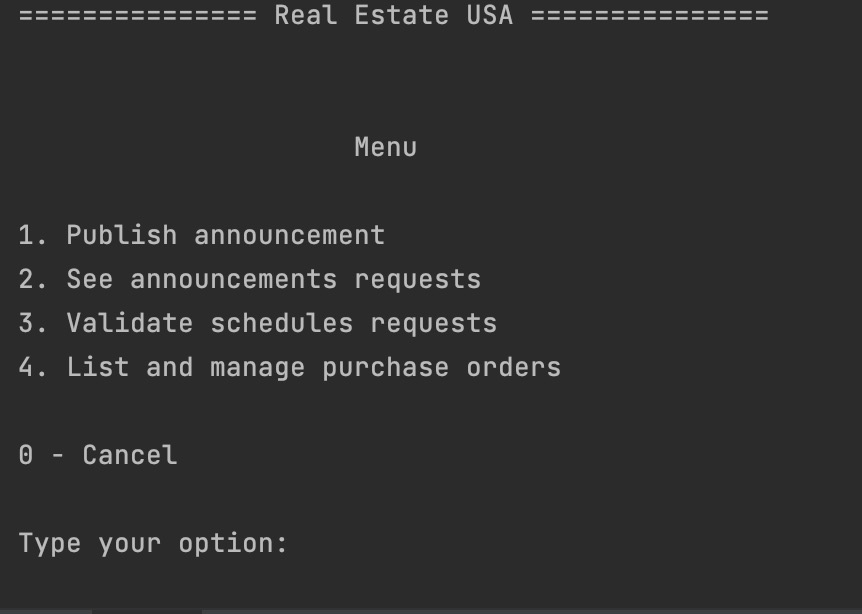 =============== Real Estate USA ===============
Menu
1. Publish announcement
2. See announcements requests
3. Validate schedules requests
4. List and manage purchase orders
0 - Cancel
Type your option: